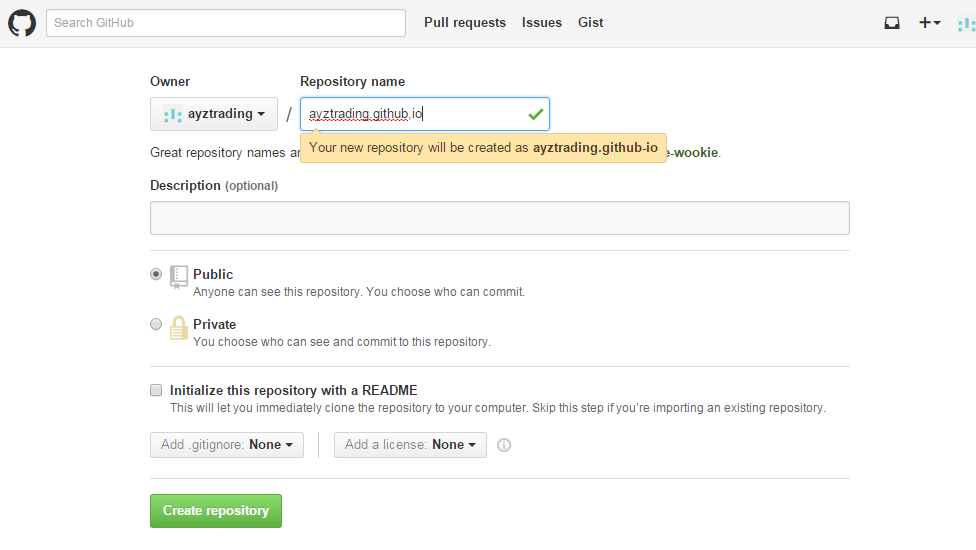 Search GitHub Pull requests Issues Gist
Owner Repository name
ayztrading / ayztrading.github.io
Your new repository will be created as ayztrading.github-io
Great repository names ar e-wookie.
Description (optional)
Public
Anyone can see this repository. You choose who can commit.
Private
You choose who can see and commit to this repository.
Initialize this repository with a README
This will let you immediately clone the repository to your computer. Skip this step if you’re importing an existing repository.
Add .gitignore: None Add a license: None
Create repository